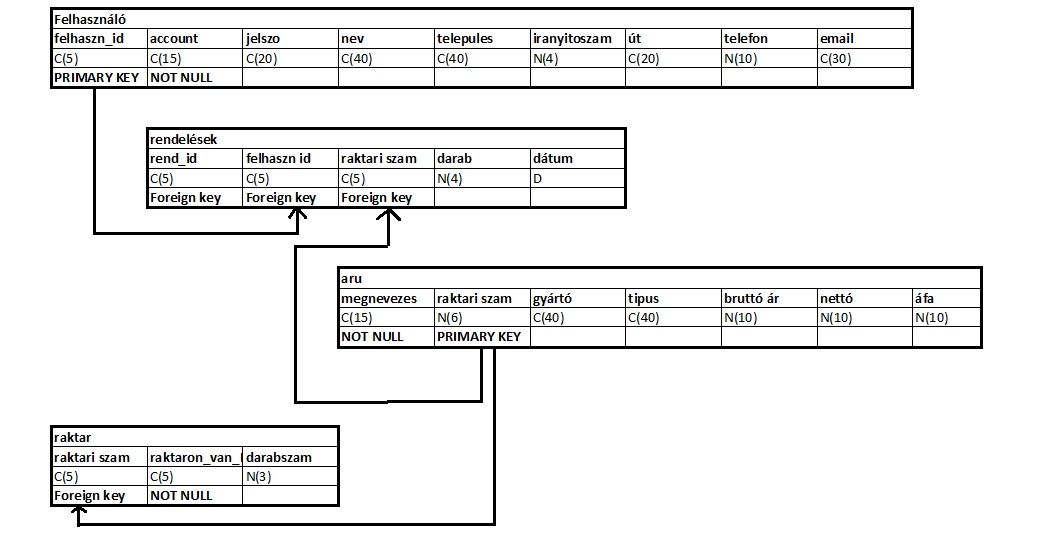 Felhasználó
felhaszn_id account jelszo nev telepules iranyitoszam út telefon email
C(5) C(15) C(20) C(40) C(40) N(4) C(20) N(10) C(30)
PRIMARY KEY NOT NULL
rendelések
rend_id felhaszn id raktari szam darab dátum
C(5) C(5) C(5) N(4) D
Foreign key Foreign key Foreign key
aru
megnevezes raktari szam gyártó tipus bruttó ár nettó áfa
C(15) N(6) C(40) C(40) N(10) N(10) N(10)
NOT NULL PRIMARY KEY
raktar
raktari szam raktaron_van_ darabszam
C(5) C(5) N(3)
Foreign key NOT NULL